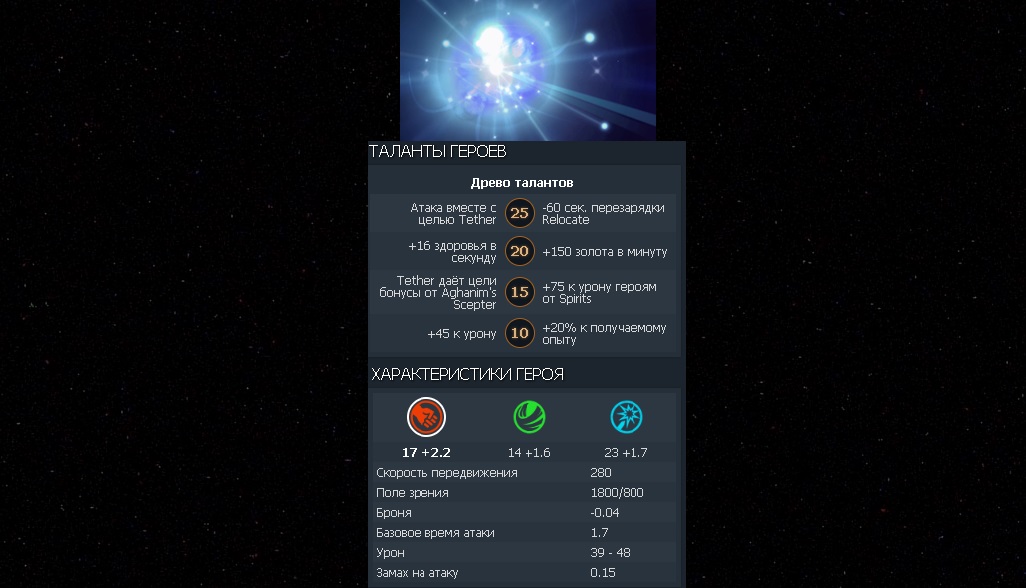 ТАЛАНТЫ ГЕРОЕВ
Древо талантов
Атака вместе с
целью Tether
25
-60 сек. перезарядки
Relocate
+16 здоровья в
секунду
20
+150 золота в минуту
Tether даёт цели
бонусы от Aghanim's
Scepter
15
+75 к урону героям
от Spirits
+45 к урону
10
+20% к получаемому
опыту
ХАРАКТЕРИСТИКИ ГЕРОЯ
17 +2.2 14 +1.6 23 +1.7
Скорость передвижения 280
Поле зрения 1800/800
Броня -0.04
Базовое время атаки 1.7
Урон 39 - 48
Замах на атаку 0.15